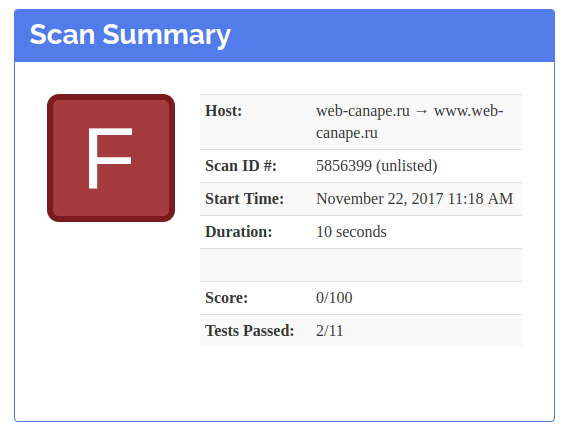 Scan Summary
F
Host: web-canape.ru → www.web-
canape.ru
Scan ID #: 5856399 (unlisted)
Start Time: November 22, 2017 11:18 AM
Duration: 10 seconds
Score: 0/100
Tests Passed: 2/11